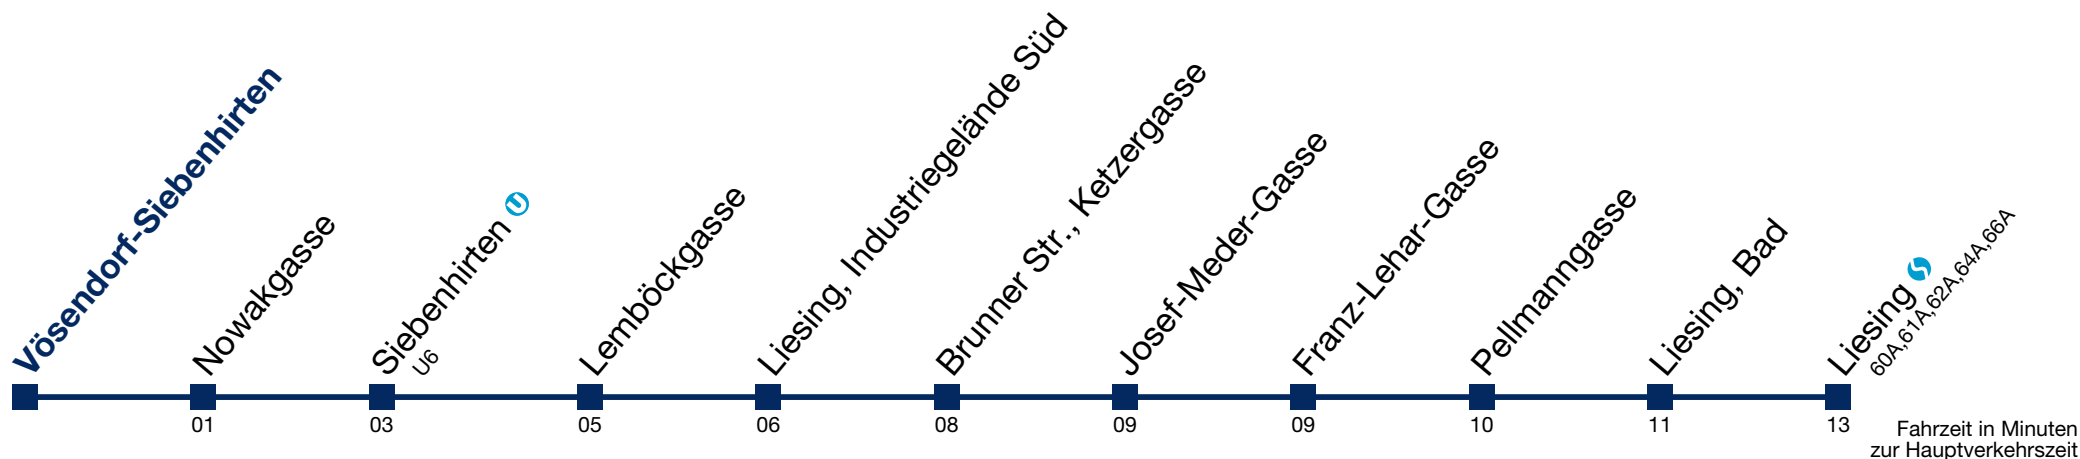 Vösendorf-Siebenhirten
Nowakgasse
Siebenhirten U
U6
Lemböckgasse
Liesing, Industriegelände Süd
Brunner Str., Ketzergasse
Josef-Meder-Gasse
Franz-Lehar-Gasse
Pellmanngasse
Liesing, Bad
Liesing S
60A,61A,62A,64A,66A
01
03
05
06
08
09
09
10
11
13
Fahrzeit in Minuten
zur Hauptverkehrszeit